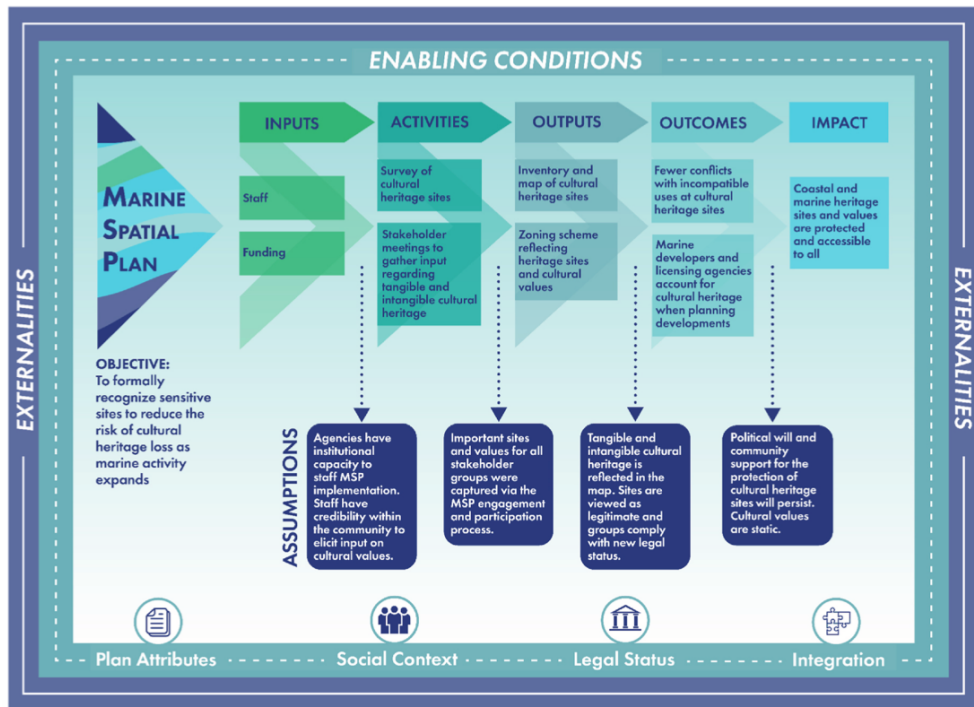 ENABLING CONDITIONS
EXTERNALITIES
EXTERNALITIES
MARINE
SPATIAL
PLAN
OBJECTIVE:
To formally
recognize sensitive
sites to reduce the
risk of cultural
heritage loss as
marine activity
expands
INPUTS
Staff
Funding
ACTIVITIES
Survey of
cultural
heritage sites
Stakeholder
meetings to
gather input
regarding
tangible and
intangible cultural
heritage
OUTPUTS
Inventory and
map of cultural
heritage sites
Zoning scheme
reflecting
heritage sites
and cultural
values
OUTCOMES
Fewer conflicts
with incompatible
uses at cultural
heritage sites
Marine
developers and
licensing agencies
account for
cultural heritage
when planning
developments
IMPACT
Coastal and
marine heritage
sites and values
are protected
and accessible
to all
ASSUMPTIONS
Agencies have
institutional
capacity to
staff MSP
implementation.
Staff have
credibility within
the community to
elicit input on
cultural values.
Important sites
and values for all
stakeholder
groups were
captured via the
MSP engagement
and participation
process.
Tangible and
intangible cultural
heritage is
reflected in the
map. Sites are
viewed as
legitimate and
groups comply
with new legal
status.
Political will and
community
support for the
protection of
cultural heritage
sites will persist.
Cultural values
are static.
Plan Attributes
Social Context
Legal Status
Integration